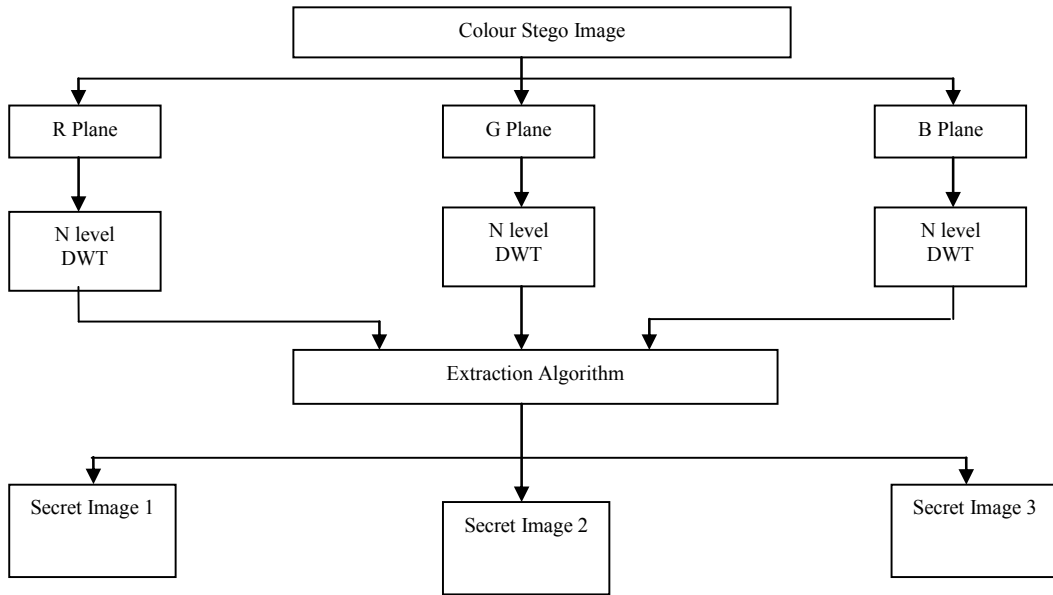 Colour Stego Image
R Plane
G Plane
B Plane
N level
DWT
N level
DWT
N level
DWT
Extraction Algorithm
Secret Image 1
Secret Image 2
Secret Image 3